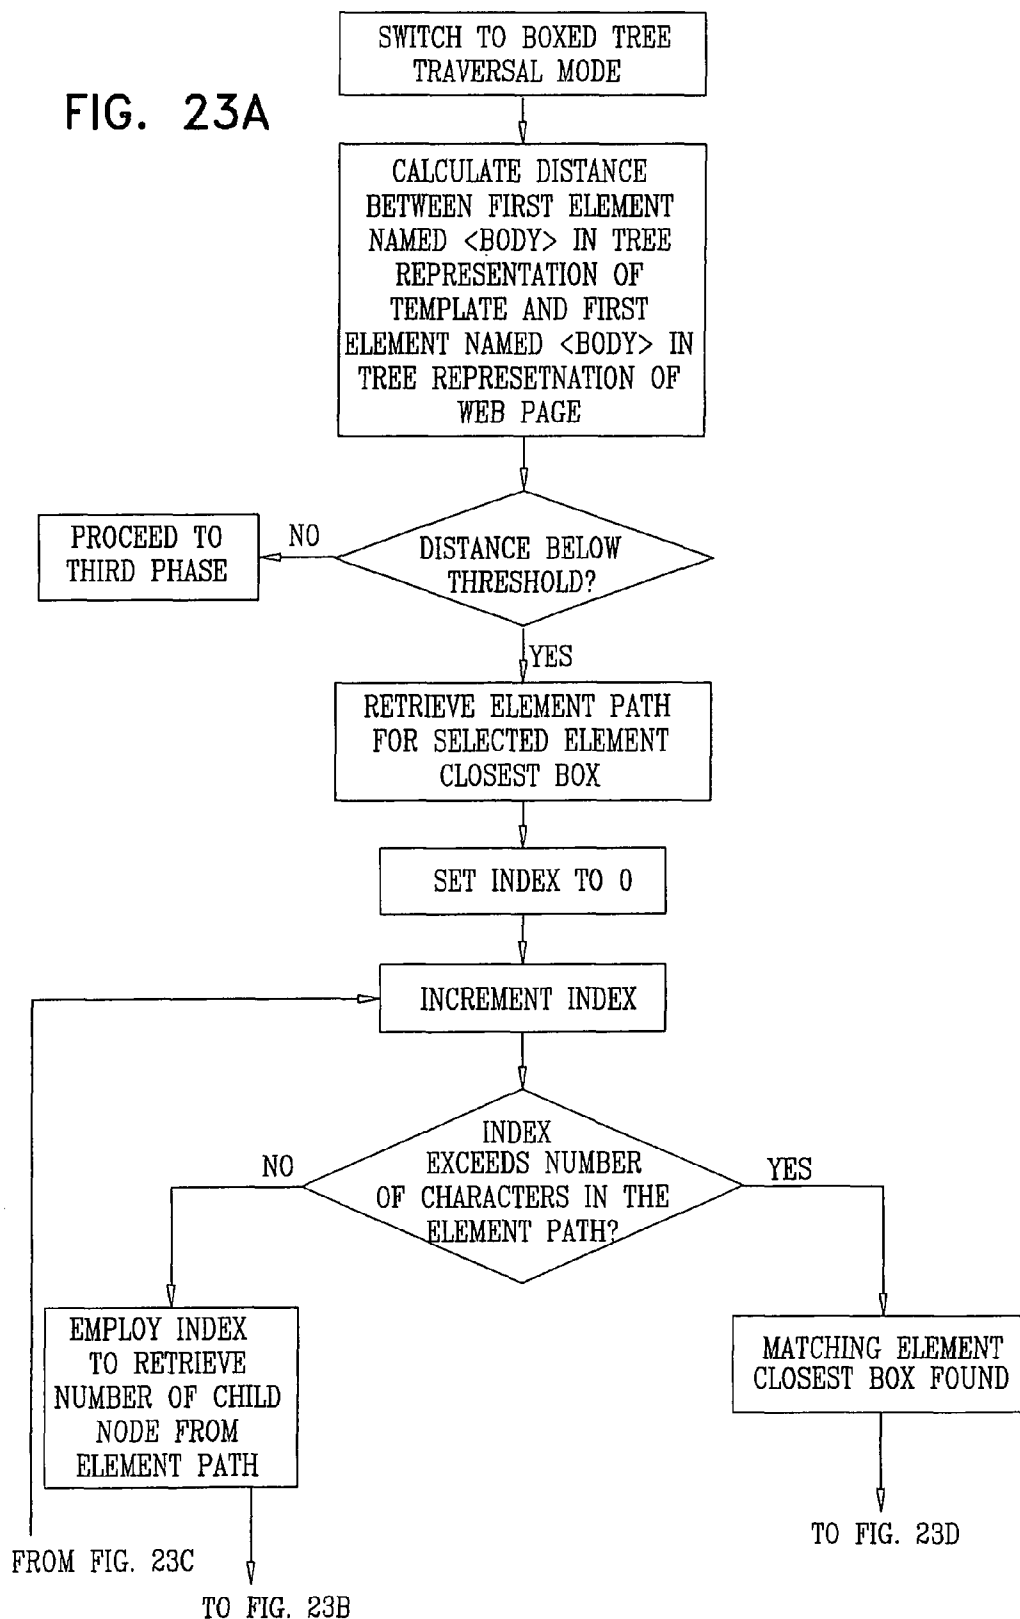 SWITCH TO BOXED TREE
TRAVERSAL MODE
FIG. 23A
CALCULATE DISTANCE
BETWEEN FIRST ELEMENT
NAMED <BODY> IN TREE
REPRESENTATION OF
TEMPLATE AND FIRST
ELEMENT NAMED <BODY> IN
TREE REPRESETNATION OF
WEB PAGE
PROCEED TO
THIRD PHASE
NO
DISTANCE BELOW
THRESHOLD?
YES
RETRIEVE ELEMENT PATH
FOR SELECTED ELEMENT
CLOSEST BOX
SET INDEX TO 0
INCREMENT INDEX
INDEX
EXCEEDS NUMBER
OF CHARACTERS IN THE
ELEMENT PATH?
NO
YES
EMPLOY INDEX
TO RETRIEVE
NUMBER OF CHILD
NODE FROM
ELEMENT PATH
MATCHING ELEMENT
CLOSEST BOX FOUND
FROM FIG. 23C
TO FIG. 23B
TO FIG. 23D